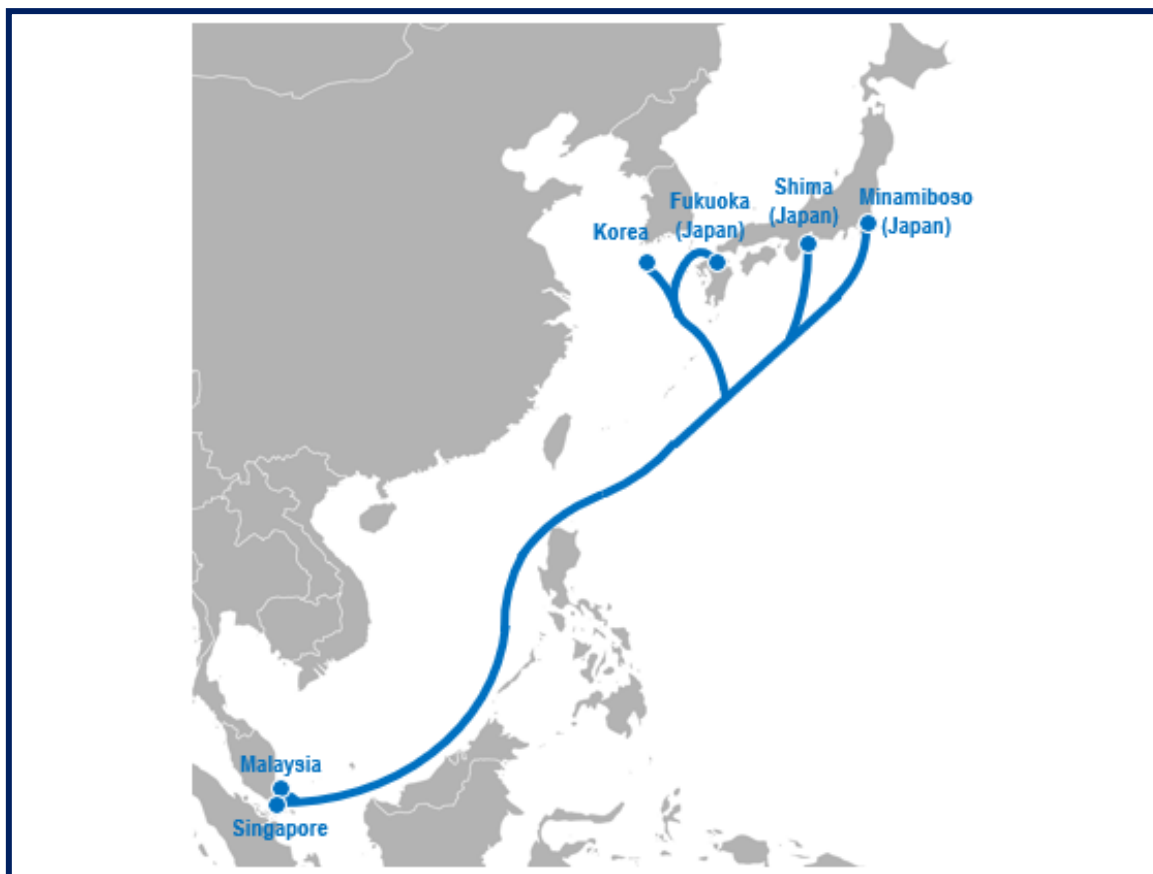 Shima
(Japan)
Minamiboso
(Japan)
Fukuoka
(Japan)
Korea
Malaysia
Singapore